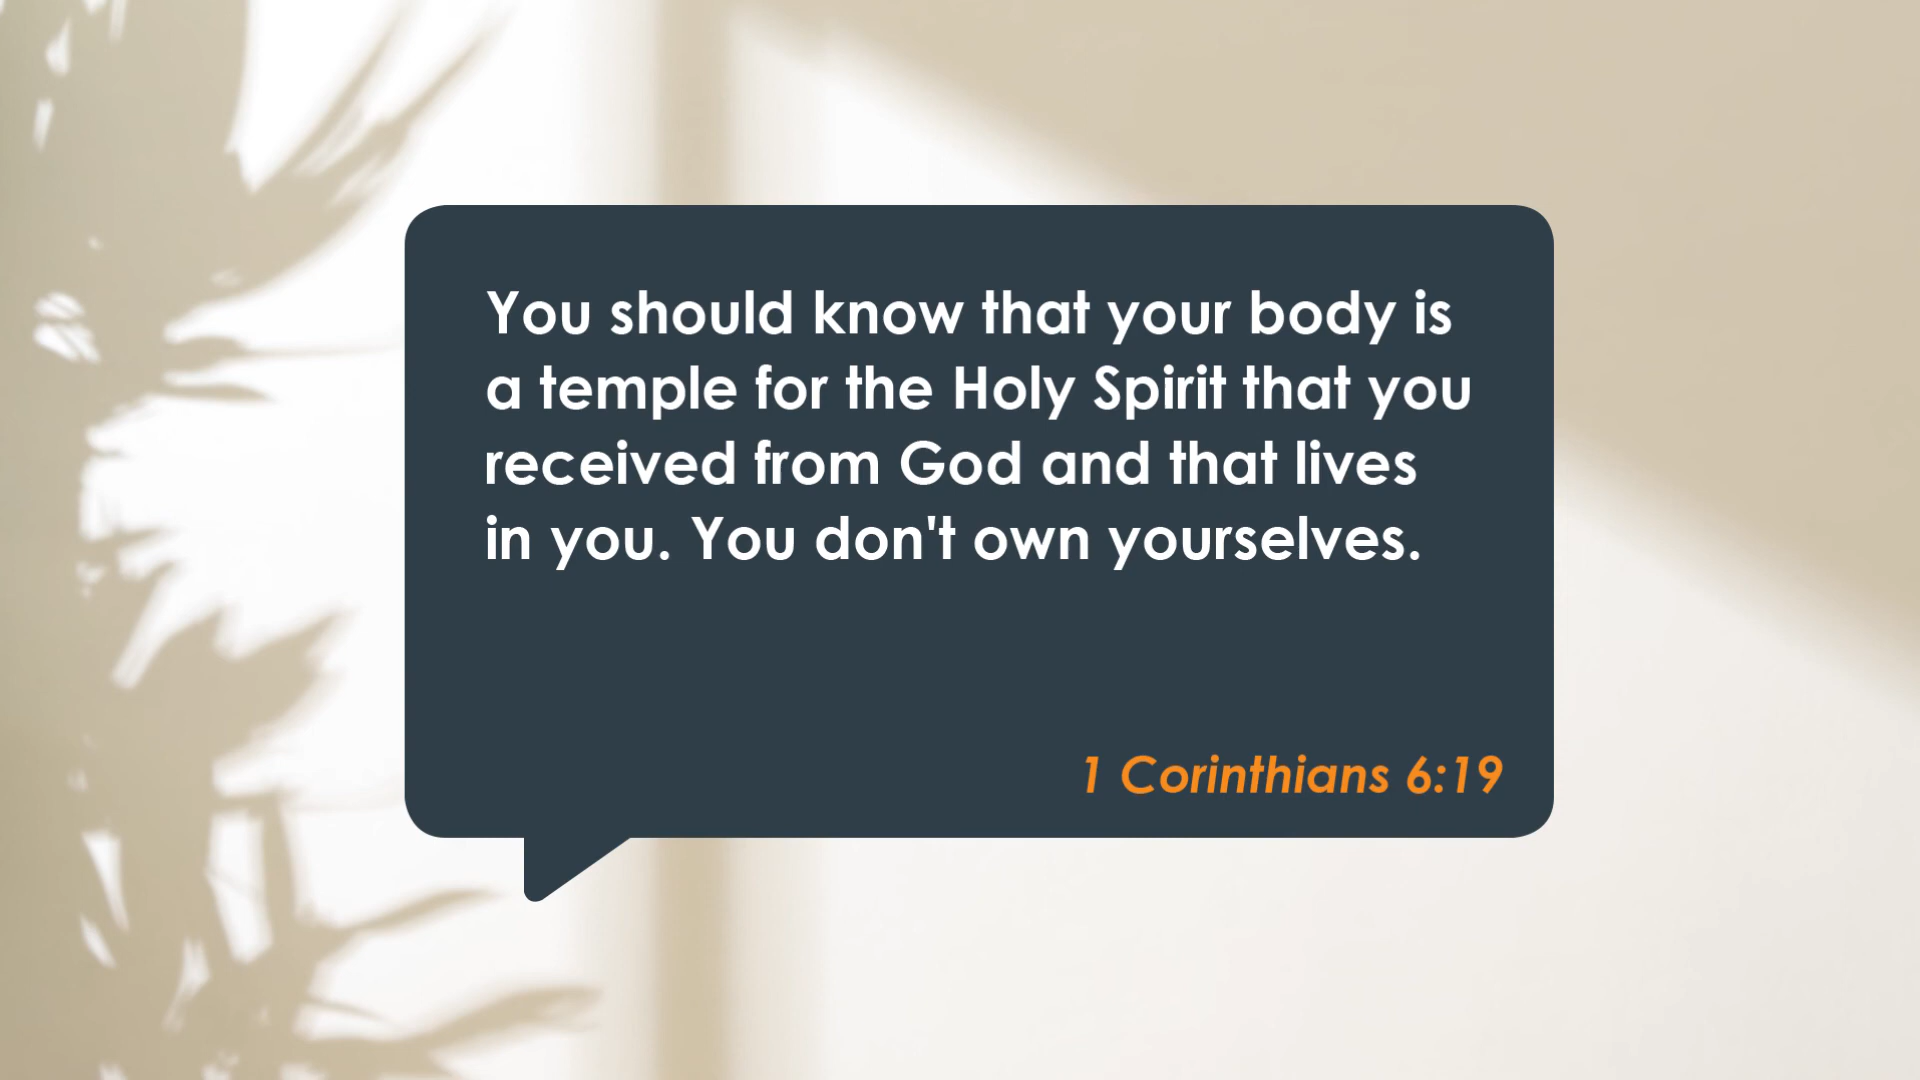 You should know that your body is
a temple for the Holy Spirit that you
received from God and that lives
in you. You don't own yourselves.
1 Corinthians 6:19